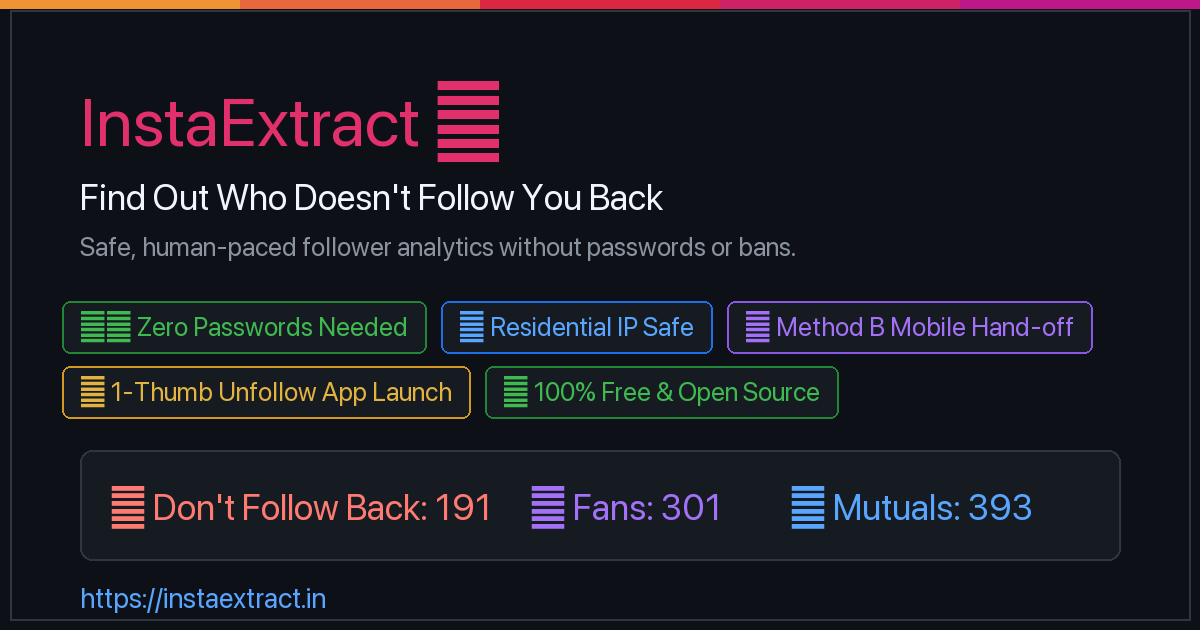 InstaExtract
Find Out Who Doesn't Follow You Back
Safe, human-paced follower analytics without passwords or bans.
Zero Passwords Needed Residential IP Safe Method B Mobile Hand-off
1-Thumb Unfollow App Launch 100% Free & Open Source
Don't Follow Back: 191 Fans: 301 Mutuals: 393
https://instaextract.in